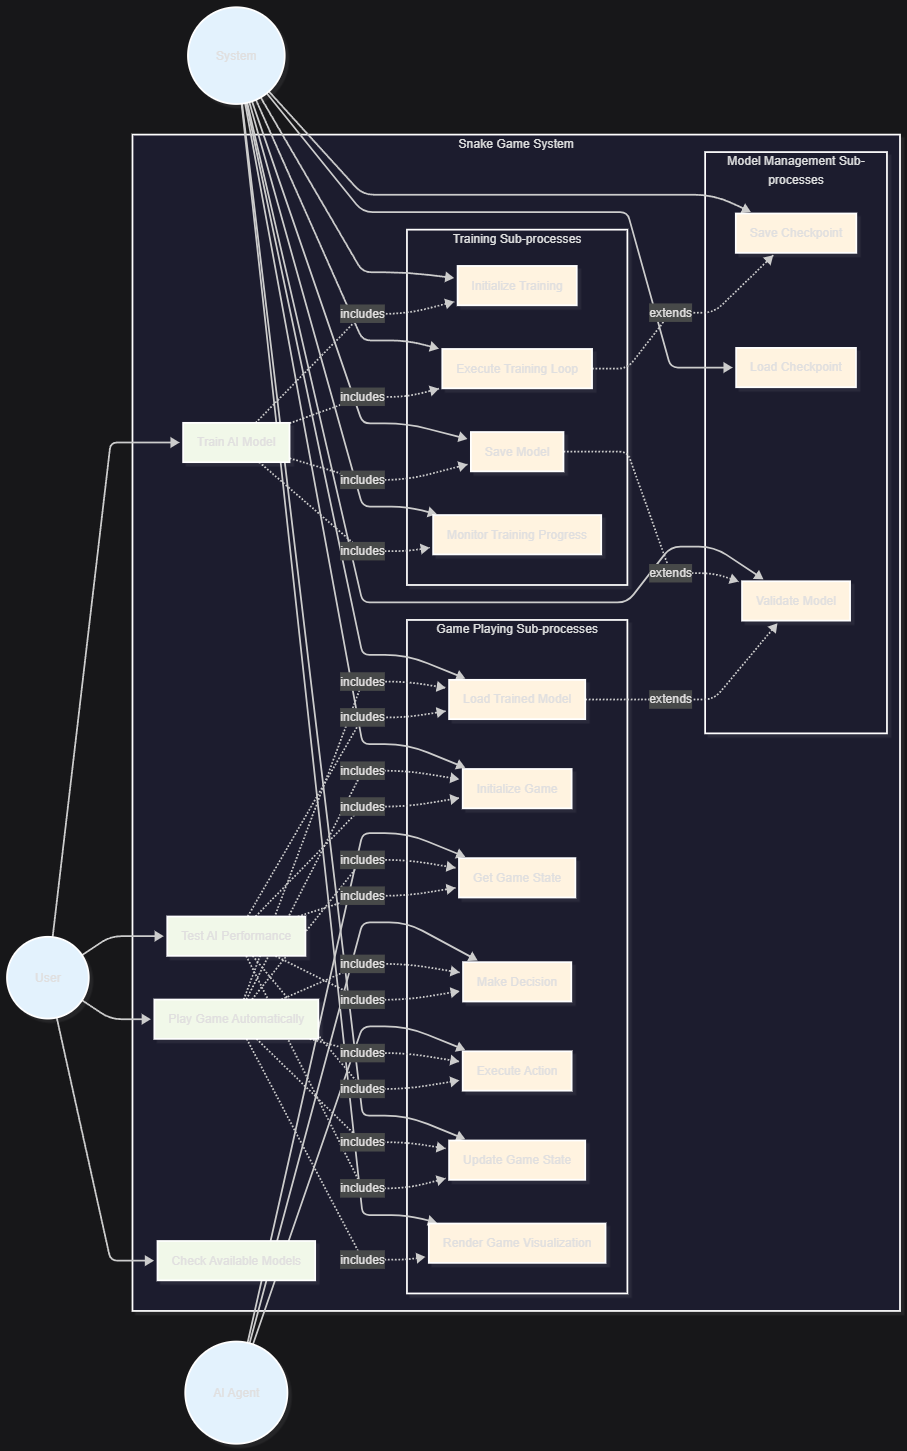 System
Snake Game System
Model Management Sub-
processes
Save Checkpoint
Training Sub-processes
Initialize Training
includes
extends
Execute Training Loop
Load Checkpoint
includes
Train AI Model
Save Model
includes
Monitor Training Progress
includes
extends
Validate Model
Game Playing Sub-processes
includes
Load Trained Model
extends
includes
includes
Initialize Game
includes
includes
Get Game State
includes
Test AI Performance
includes
Make Decision
includes
User
Play Game Automatically
includes
Execute Action
includes
includes
Update Game State
includes
Render Game Visualization
Check Available Models
includes
AI Agent